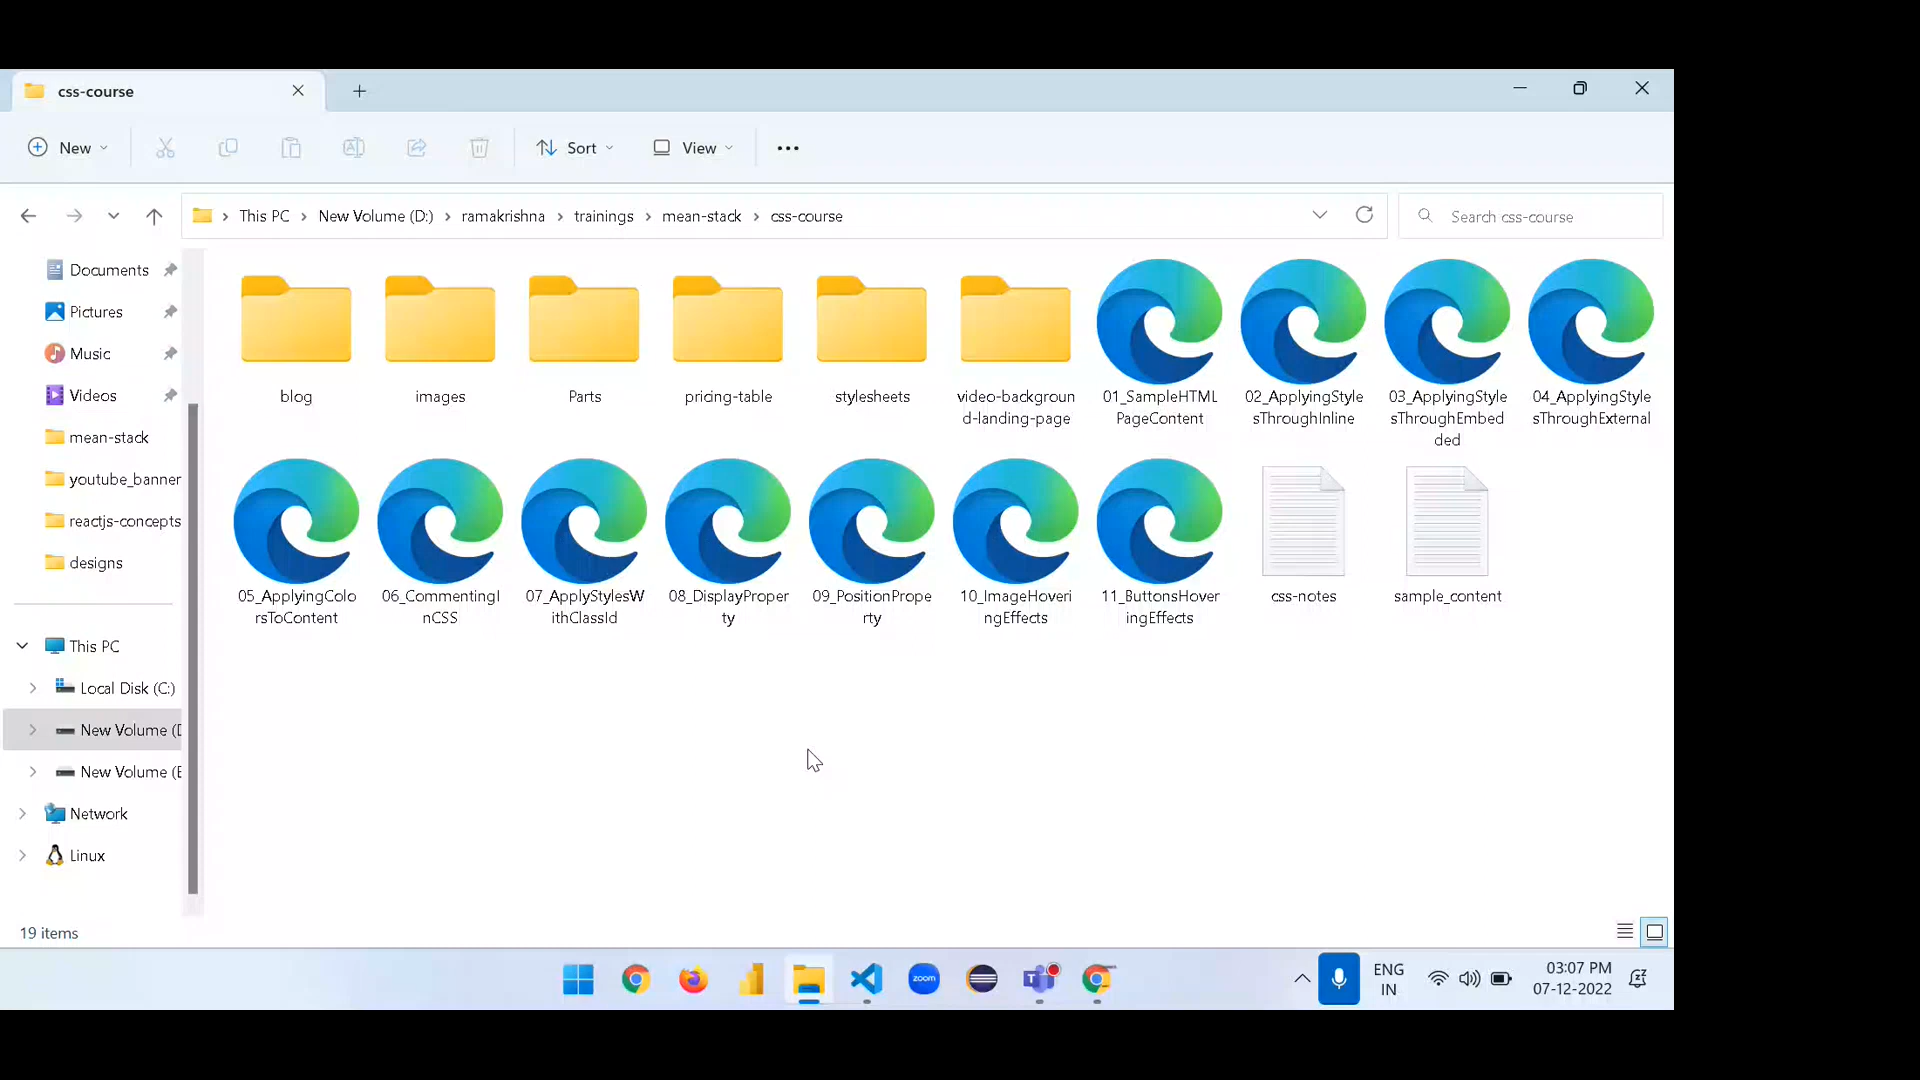 css-course
New
Sort
View
This PC
New Volume (D:)
ramakrishna
trainings
mean-stack
css-course
Search css-course
Documents
Pictures
Music
Videos
mean-stack
youtube_banner
reactjs-concepts
designs
This PC
Local Disk (C:)
New Volume (D
New Volume (E
Network
Linux
blog
images
Parts
pricing-table
stylesheets
video-backgroun
d-landing-page
01_SampleHTML
PageContent
02_ApplyingStyle
sThroughInline
03_ApplyingStyle
sThroughEmbed
ded
04_ApplyingStyle
sThroughExternal
05_ApplyingColo
rsToContent
06_CommentingI
nCSS
07_ApplyStylesW
ithClassId
08_DisplayProper
ty
09_PositionPrope
rty
10_ImageHoveri
ngEffects
11_ButtonsHover
ingEffects
css-notes
sample_content
19 items
zoom
ENG
IN
03:07 PM
07-12-2022